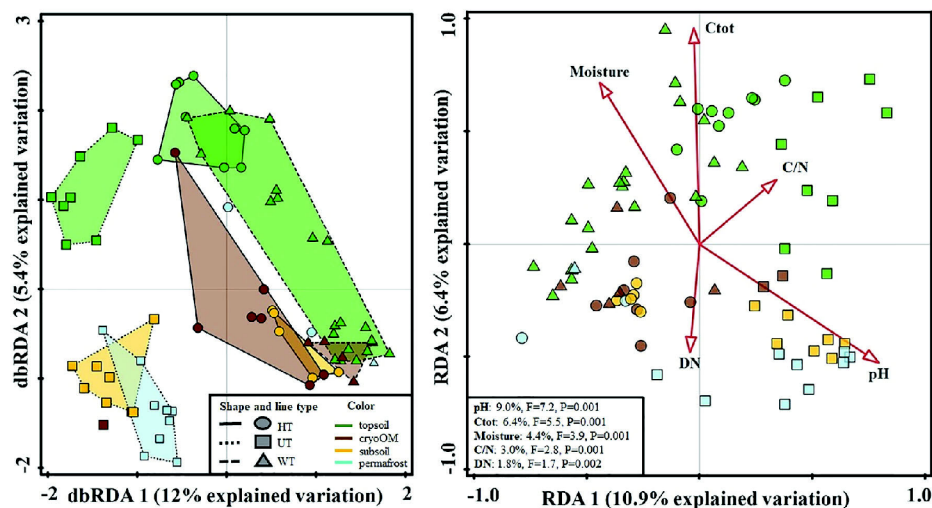 3
-2
-2
2
dbRDA 2 (5.4% explained variation)
dbRDA 1 (12% explained variation)
Shape and line type
Color
HT
UT
WT
topsoil
cryoOM
subsoil
permafrost
1.0
-1.0
-1.0
1.0
RDA 2 (6.4% explained variation)
RDA 1 (10.9% explained variation)
Ctot
Moisture
C/N
DN
pH
pH: 9.0%, F=7.2, P=0.001
Ctot: 6.4%, F=5.5, P=0.001
Moisture: 4.4%, F=3.9, P=0.001
C/N: 3.0%, F=2.8, P=0.001
DN: 1.8%, F=1.7, P=0.002